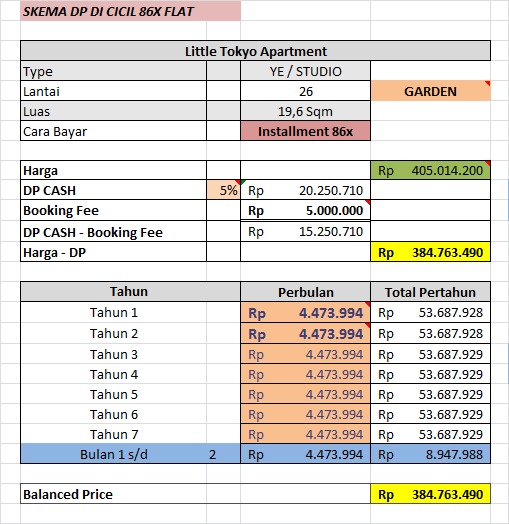 SKEMA DP DI CICIL 86X FLAT
Little Tokyo Apartment
Type YE / STUDIO
Lantai 26 GARDEN
Luas 19,6 Sqm
Cara Bayar Installment 86x
Harga Rp 405.014.200
DP CASH 5% Rp 20.250.710
Booking Fee Rp 5.000.000
DP CASH - Booking Fee Rp 15.250.710
Harga - DP Rp 384.763.490
Tahun Perbulan Total Pertahun
Tahun 1 Rp 4.473.994 Rp 53.687.928
Tahun 2 Rp 4.473.994 Rp 53.687.928
Tahun 3 Rp 4.473.994 Rp 53.687.929
Tahun 4 Rp 4.473.994 Rp 53.687.929
Tahun 5 Rp 4.473.994 Rp 53.687.929
Tahun 6 Rp 4.473.994 Rp 53.687.929
Tahun 7 Rp 4.473.994 Rp 53.687.929
Bulan 1 s/d 2 Rp 4.473.994 Rp 8.947.988
Balanced Price Rp 384.763.490